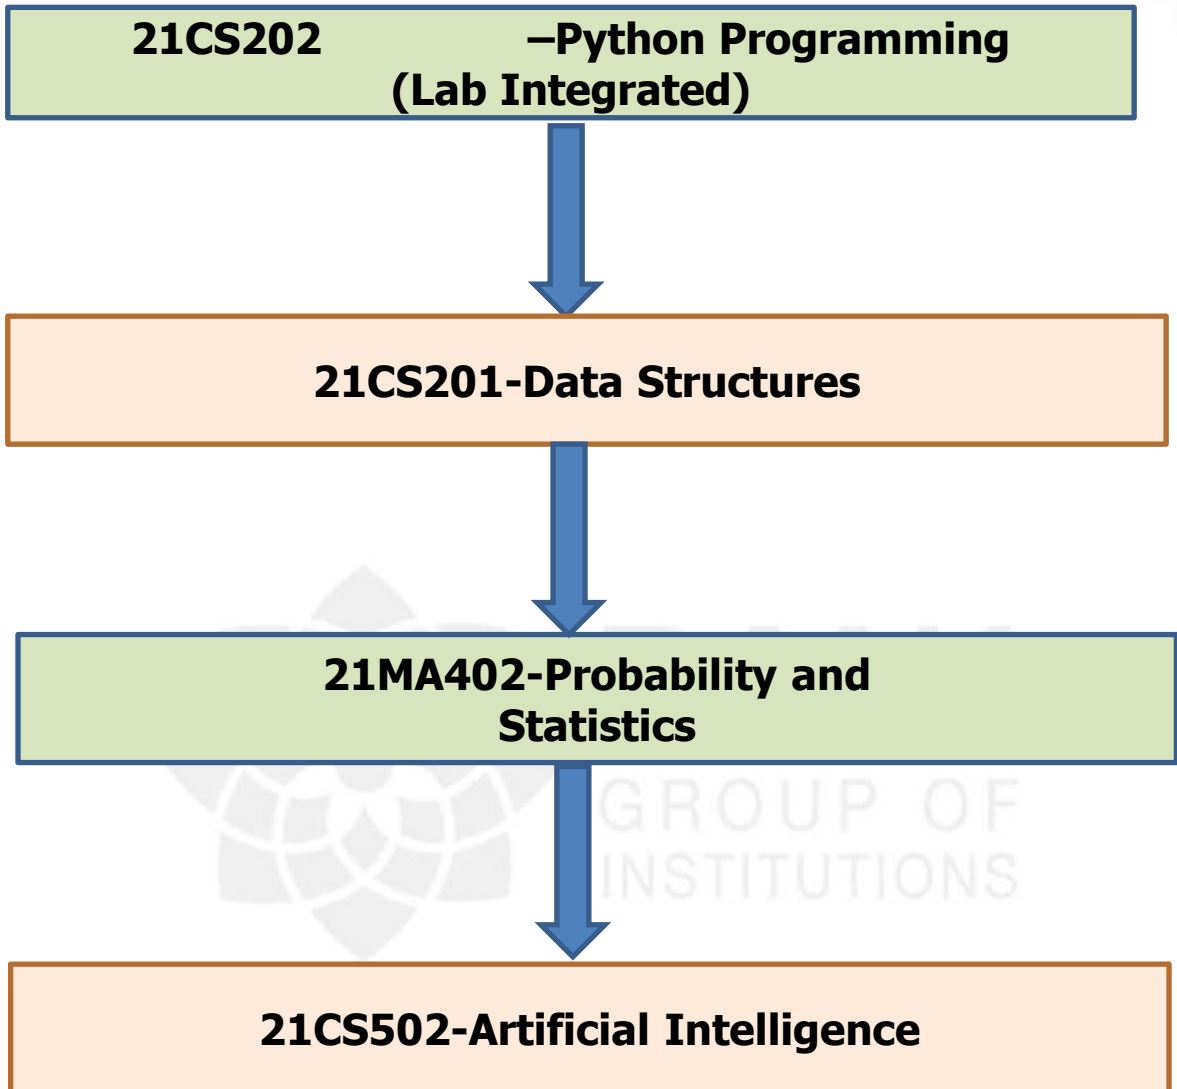 21CS202 –Python Programming
(Lab Integrated)
21CS201-Data Structures
21MA402-Probability and
Statistics
GROUP OF
INSTITUTIONS
21CS502-Artificial Intelligence